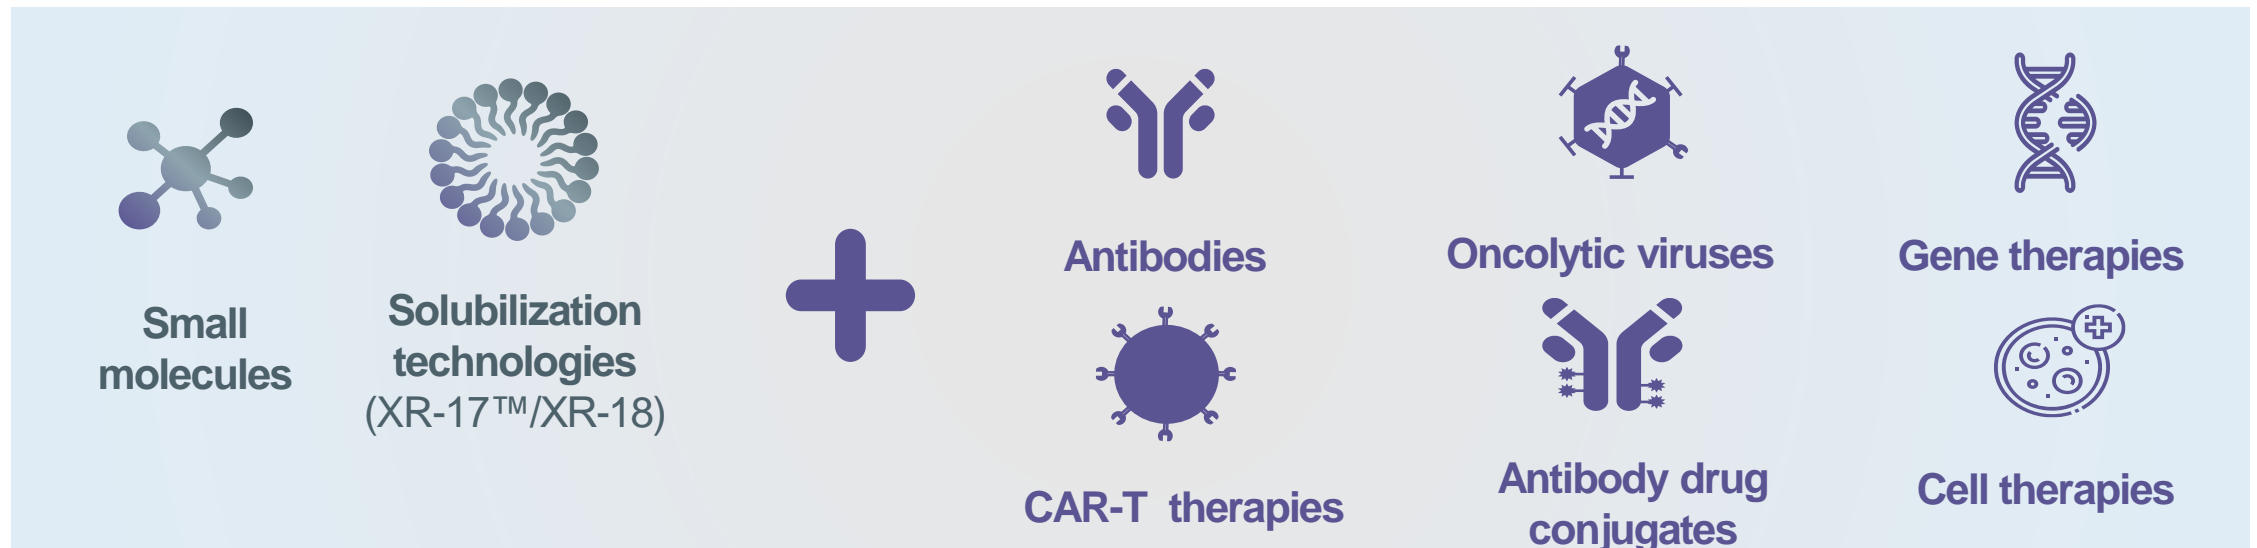 Small
molecules
Solubilization
technologies
(XR-17™/XR-18)
Antibodies
Oncolytic viruses
Gene therapies
CAR-T therapies
Antibody drug
conjugates
Cell therapies